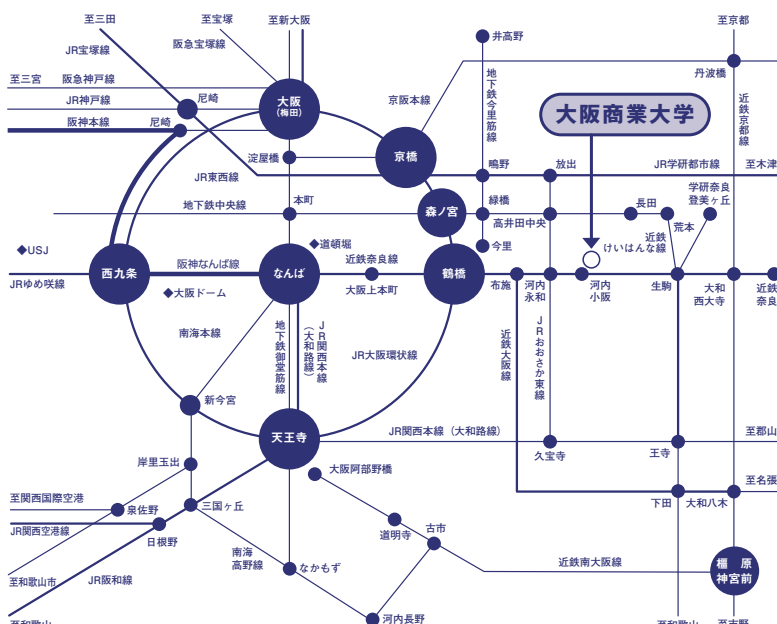 至三田
至宝塚
至新大阪
至京都
井高野
JR宝塚線
阪急宝塚線
丹波橋
至三宮
阪急神戸線
地下鉄今里筋線
近鉄京都線
JR神戸線
尼崎
大阪
(梅田)
京阪本線
大阪商業大学
阪神本線
尼崎
淀屋橋
京橋
鴫野
放出
JR学研都市線
至木津
JR東西線
学研奈良
登美ヶ丘
地下鉄中央線
本町
森ノ宮
緑橋
長田
高井田中央
荒本
◆USJ
◆道頓堀
今里
近鉄
けいはんな線
西九条
阪神なんば線
なんば
近鉄奈良線
鶴橋
JRゆめ咲線
◆大阪ドーム
大阪上本町
布施
河内
永和
河内
小阪
生駒
大和
西大寺
近鉄
奈良
南海本線
地下鉄御堂筋線
JR関西本線
(大和路線)
JR大阪環状線
近鉄大阪線
JRおおさか東線
新今宮
天王寺
JR関西本線（大和路線）
至郡山
久宝寺
王寺
岸里玉出
大阪阿部野橋
至名張
至関西国際空港
泉佐野
三国ヶ丘
下田
大和八木
JR関西空港線
日根野
道明寺
古市
南海
高野線
なかもず
近鉄南大阪線
橿原
神宮前
至和歌山市
JR阪和線
河内長野
至和歌山
至和歌山
至吉野